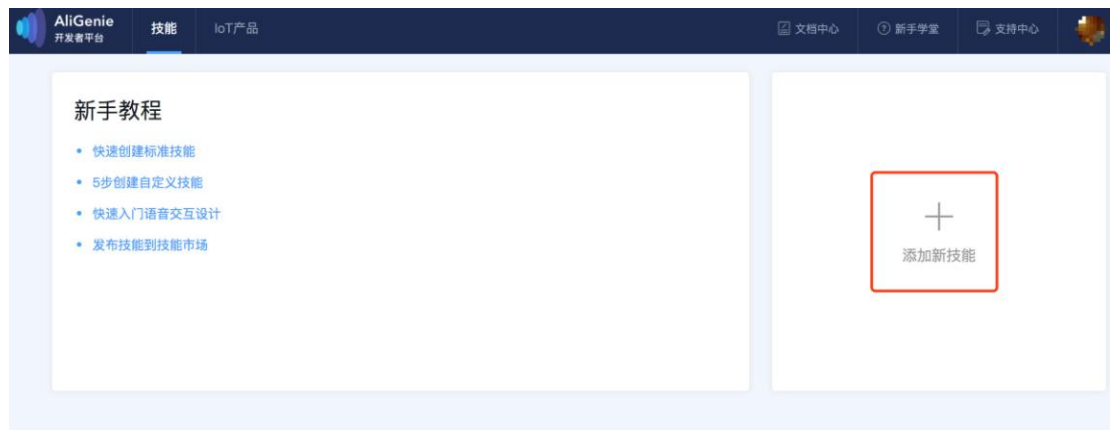 AliGenie
开发者平台
技能
IoT产品
文档中心
新手学堂
支持中心
新手教程
快速创建标准技能
5步创建自定义技能
快速入门语音交互设计
发布技能到技能市场
添加新技能